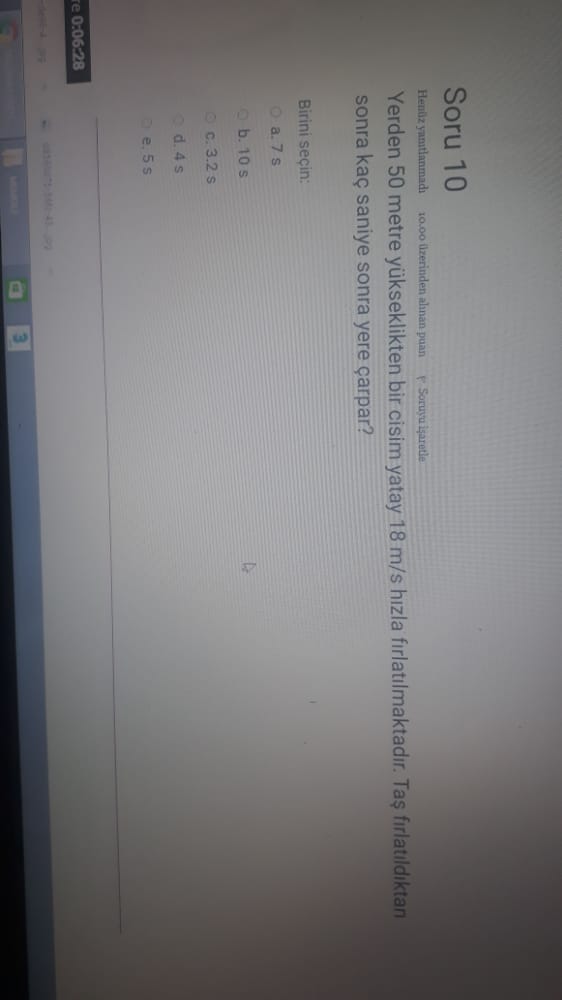 Soru 10
Henüz yanıtlanmadı 10.00 üzerinden alınan puan Soruyu işaretle
Yerden 50 metre yükseklikten bir cisim yatay 18 m/s hızla fırlatılmaktadır. Taş fırlatıldıktan
sonra kaç saniye sonra yere çarpar?
Birini seçin:
a. 7 s
b. 10 s
c. 3.2 s
d. 4 s
e. 5 s
re 0:06:28